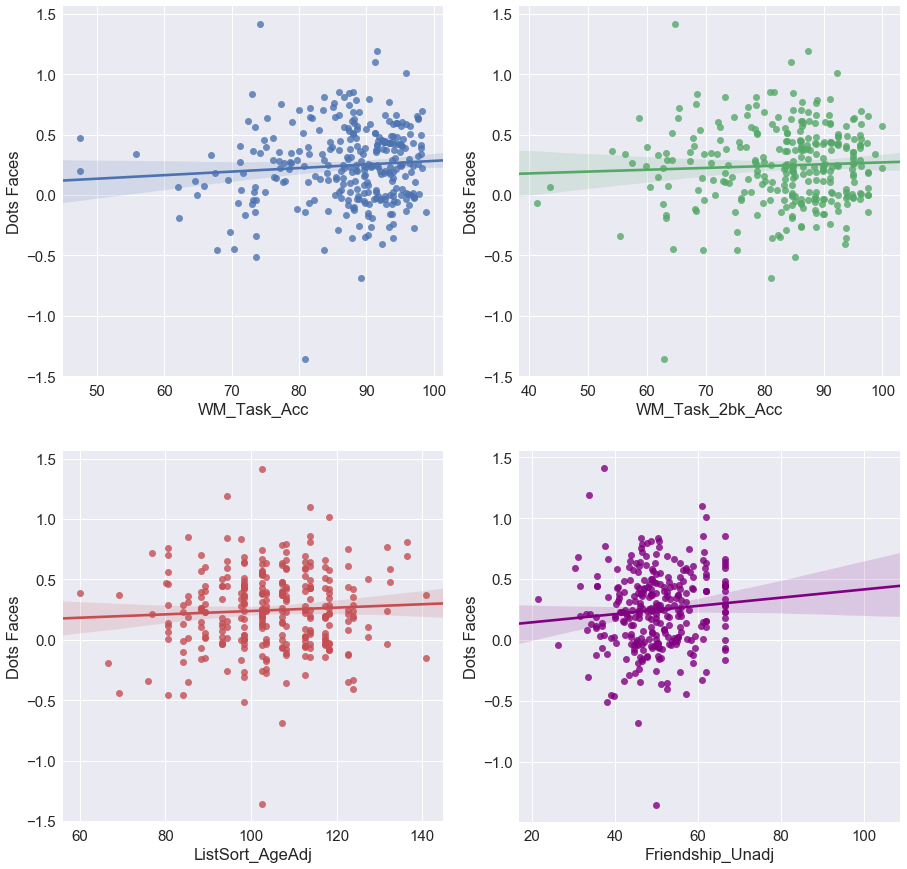 1.5
1.0
0.5
0.0
−0.5
−1.0
−1.5
Dots Faces
50 60 70 80 90 100
WM_Task_Acc
1.5
1.0
0.5
0.0
−0.5
−1.0
−1.5
Dots Faces
40 50 60 70 80 90 100
WM_Task_2bk_Acc
1.5
1.0
0.5
0.0
−0.5
−1.0
−1.5
Dots Faces
60 80 100 120 140
ListSort_AgeAdj
1.5
1.0
0.5
0.0
−0.5
−1.0
Dots Faces
20 40 60 80 100
Friendship_Unadj